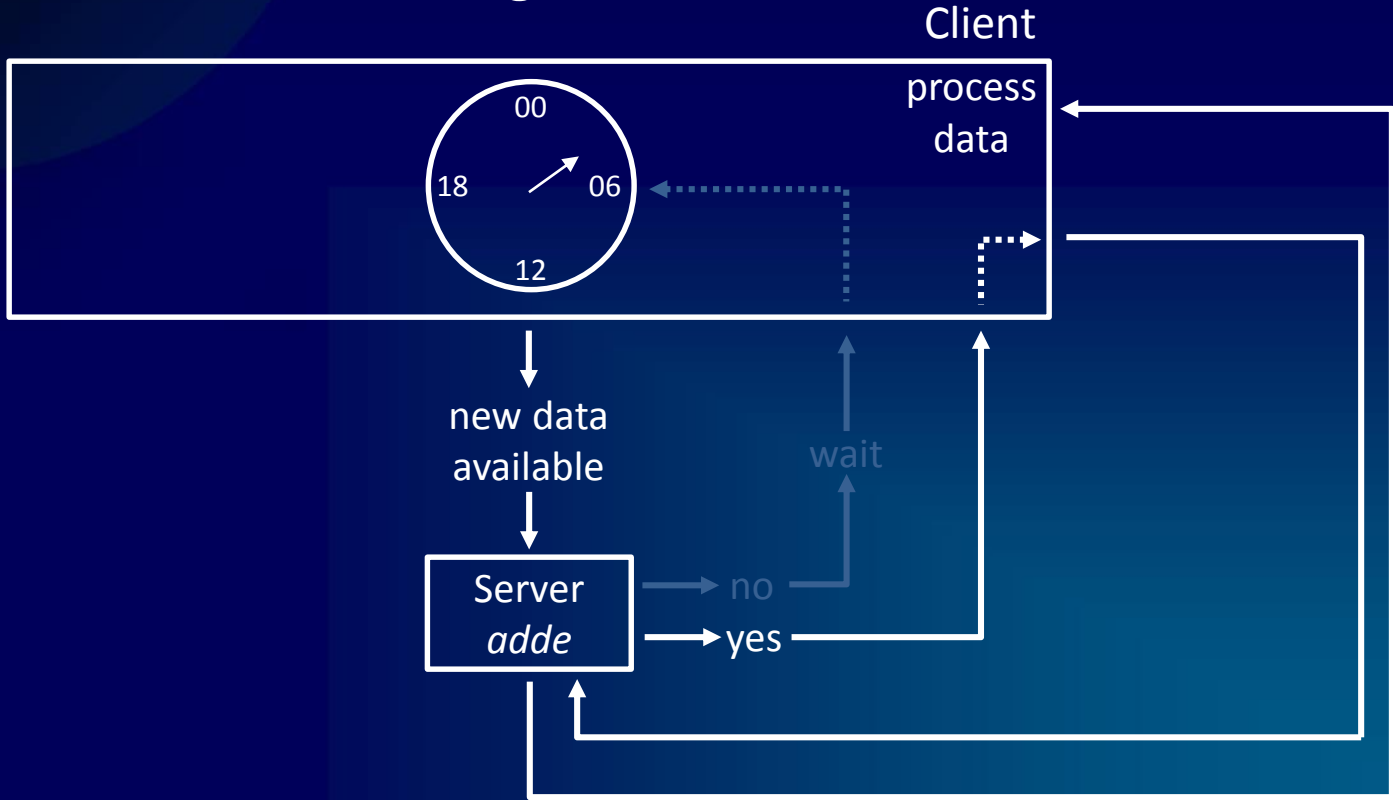 Client
process
data
00
18
06
12
new data
available
wait
Server
adde
no
yes